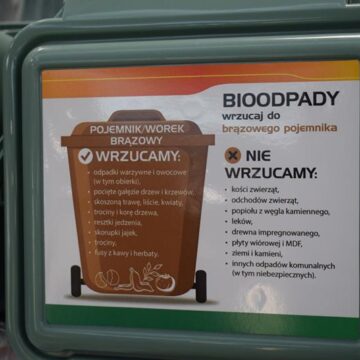 BIOODPADY
wrzucaj do
brązowego pojemnika
POJEMNIK/WOREK
BRĄZOWY
WRZUCAMY:
• odpadki warzywne i owocowe
(w tym obierki),
• pocięte gałęzie drzew i krzewów,
• skoszoną trawę, liście, kwiaty,
• trociny i korę drzewa,
• resztki jedzenia,
• skorupki jajek,
• trociny,
• fusy z kawy i herbaty.
NIE
WRZUCAMY:
• kości zwierząt,
• odchodów zwierząt,
• popiołu z węgla kamiennego,
• leków,
• drewna impregnowanego,
• płyty wiórowej i MDF,
• ziemi i kamieni,
• innych odpadów komunalnych
(w tym niebezpiecznych).